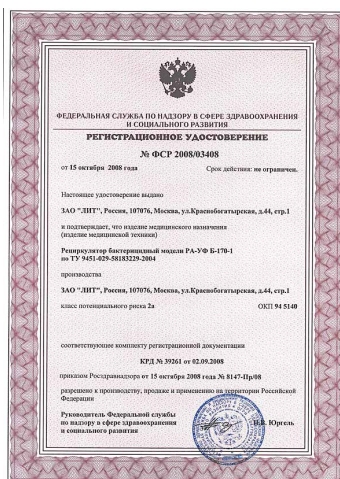 ФЕДЕРАЛЬНАЯ СЛУЖБА ПО НАДЗОРУ В СФЕРЕ ЗДРАВООХРАНЕНИЯ
И СОЦИАЛЬНОГО РАЗВИТИЯ
РЕГИСТРАЦИОННОЕ УДОСТОВЕРЕНИЕ
№ ФСР 2008/03408
от 15 октября 2008 года Срок действия: не ограничен.
Настоящее удостоверение выдано
ЗАО "ЛИТ", Россия, 107076, Москва, ул.Краснобогатырская, д.44, стр.1
и подтверждает, что изделие медицинского назначения
(изделие медицинской техники)
Рециркулятор бактерицидный модели РА-УФ Б-170-1
по ТУ 9451-029-58183229-2004
производства
ЗАО "ЛИТ", Россия, 107076, Москва, ул.Краснобогатырская, д.44, стр.1
класс потенциального риска 2а ОКП 94 5140
соответствующее комплекту регистрационной документации
КРД № 39261 от 02.09.2008
приказом Росздравнадзора от 15 октября 2008 года № 8147-Пр/08
разрешено к производству, продаже и применению на территории Российской
Федерации
Руководитель Федеральной службы
по надзору в сфере здравоохранения Н.В. Юргель
и социального развития